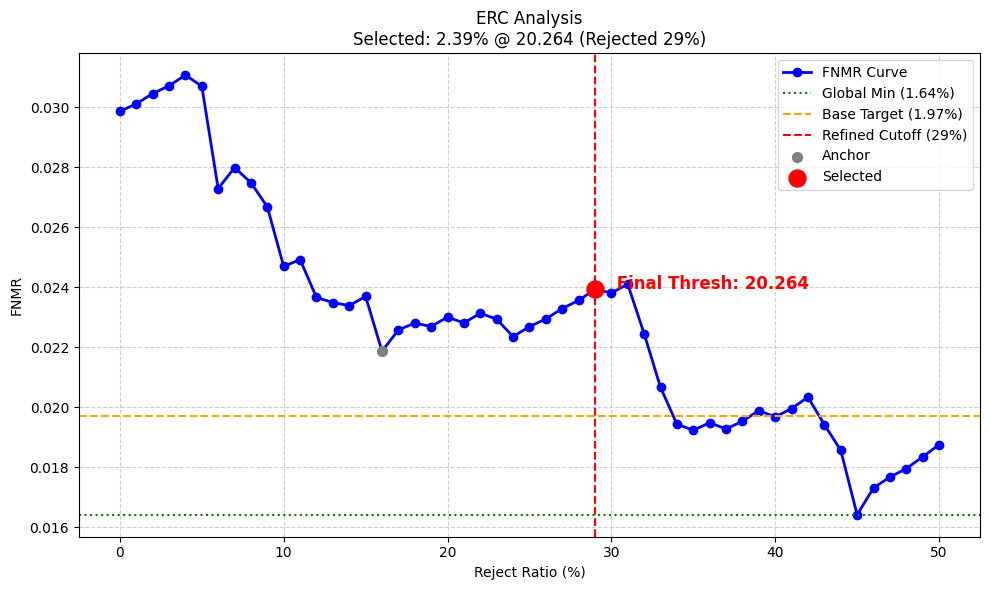 ERC Analysis
Selected: 2.39% @ 20.264 (Rejected 29%)
FNMR Curve
Global Min (1.64%)
Base Target (1.97%)
Refined Cutoff (29%)
Anchor
Selected
Final Thresh: 20.264
FNMR
0.030
0.028
0.026
0.024
0.022
0.020
0.018
0.016
0
10
20
30
40
50
Reject Ratio (%)